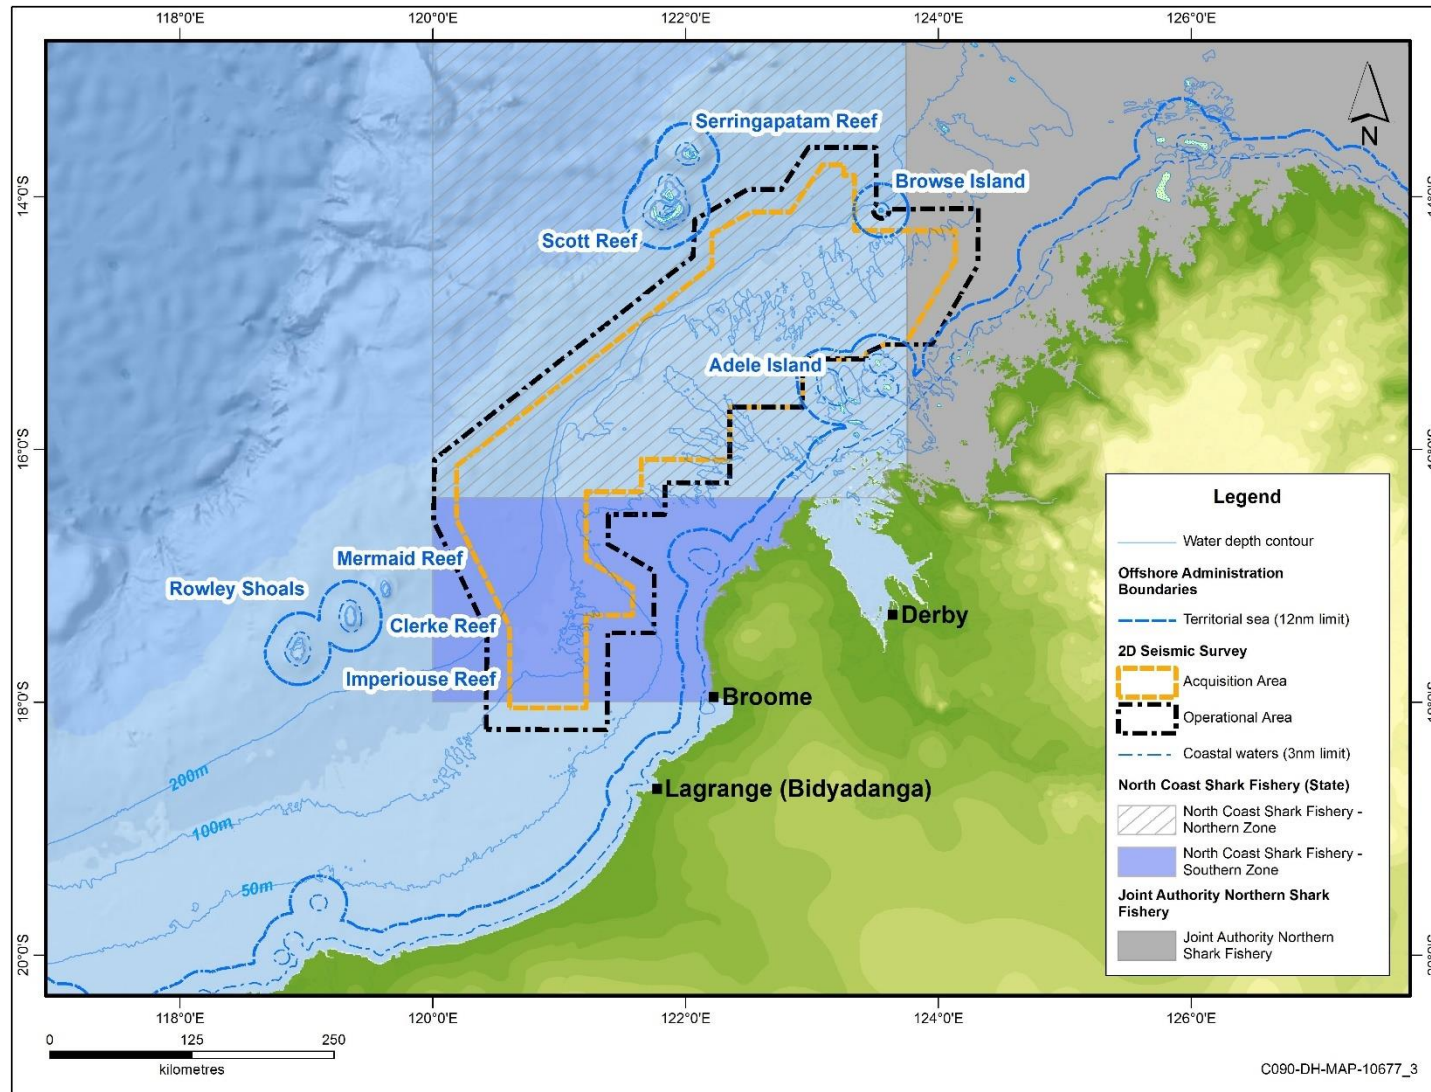 118°0'E
120°0'E
122°0'E
124°0'E
126°0'E
14°S
16°0'S
18°0'S
20°0'S
N
Serringapatam Reef
Browse Island
Scott Reef
Adele Island
Mermaid Reef
Rowley Shoals
Clerke Reef
Imperiouse Reef
Derby
Broome
Lagrange (Bidyadanga)
200m
100m
50m
Legend
Water depth contour
Offshore Administration
Boundaries
Territorial sea (12nm limit)
2D Seismic Survey
Acquisition Area
Operational Area
Coastal waters (3nm limit)
North Coast Shark Fishery (State)
North Coast Shark Fishery -
Northern Zone
North Coast Shark Fishery -
Southern Zone
Joint Authority Northern Shark
Fishery
Joint Authority Northern
Shark Fishery
118°0'E
120°0'E
122°0'E
124°0'E
126°0'E
0 125 250
kilometres
C090-DH-MAP-10677_3